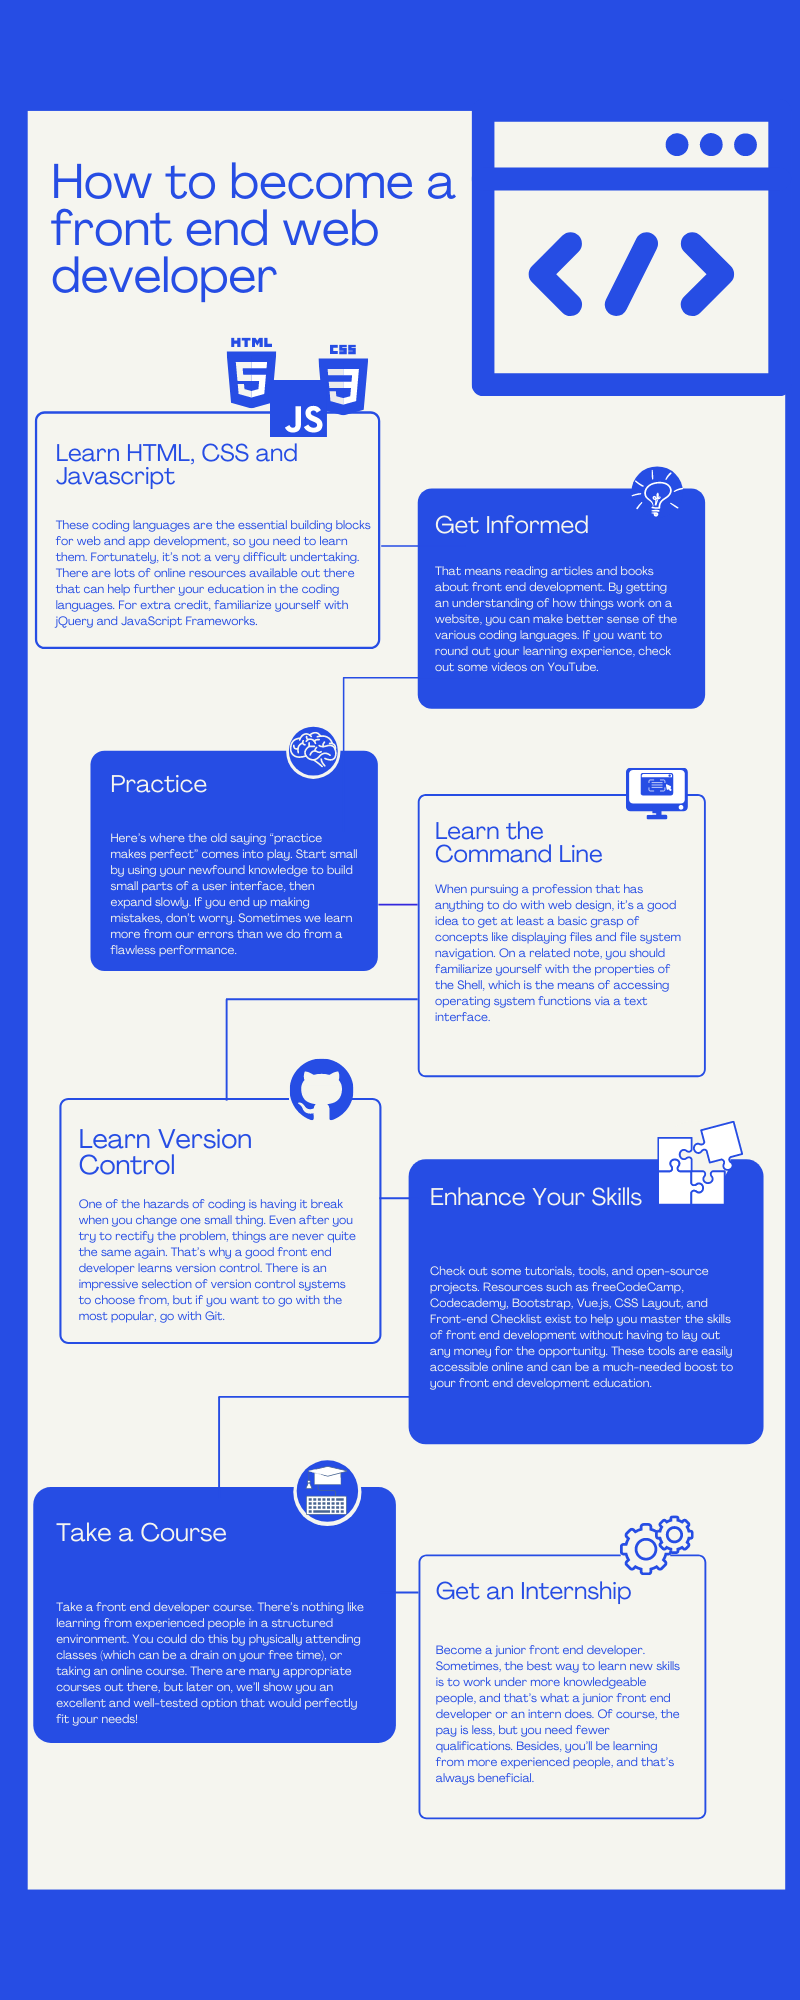 How to become a
front end web
developer
HTML
CSS
5
3
JS
Learn HTML, CSS and
Javascript
These coding languages are the essential building blocks
for web and app development, so you need to learn
them. Fortunately, it's not a very difficult undertaking.
There are lots of online resources available out there
that can help further your education in the coding
languages. For extra credit, familiarize yourself with
jQuery and JavaScript Frameworks.
Get Informed
That means reading articles and books
about front end development. By getting
an understanding of how things work on a
website, you can make better sense of the
various coding languages. If you want to
round out your learning experience, check
out some videos on YouTube.
Practice
Here's where the old saying “practice
makes perfect” comes into play. Start small
by using your newfound knowledge to build
small parts of a user interface, then
expand slowly. If you end up making
mistakes, don't worry. Sometimes we learn
more from our errors than we do from a
flawless performance.
Learn the
Command Line
When pursuing a profession that has
anything to do with web design, it's a good
idea to get at least a basic grasp of
concepts like displaying files and file system
navigation. On a related note, you should
familiarize yourself with the properties of
the Shell, which is the means of accessing
operating system functions via a text
interface.
Learn Version
Control
One of the hazards of coding is having it break
when you change one small thing. Even after you
try to rectify the problem, things are never quite
the same again. That's why a good front end
developer learns version control. There is an
impressive selection of version control systems
to choose from, but if you want to go with the
most popular, go with Git.
Enhance Your Skills
Check out some tutorials, tools, and open-source
projects. Resources such as freeCodeCamp,
Codecademy, Bootstrap, Vue.js, CSS Layout, and
Front-end Checklist exist to help you master the skills
of front end development without having to lay out
any money for the opportunity. These tools are easily
accessible online and can be a much-needed boost to
your front end development education.
Take a Course
Take a front end developer course. There's nothing like
learning from experienced people in a structured
environment. You could do this by physically attending
classes (which can be a drain on your free time), or
taking an online course. There are many appropriate
courses out there, but later on, we'll show you an
excellent and well-tested option that would perfectly
fit your needs!
Get an Internship
Become a junior front end developer.
Sometimes, the best way to learn new skills
is to work under more knowledgeable
people, and that's what a junior front end
developer or an intern does. Of course, the
pay is less, but you need fewer
qualifications. Besides, you'll be learning
from more experienced people, and that's
always beneficial.